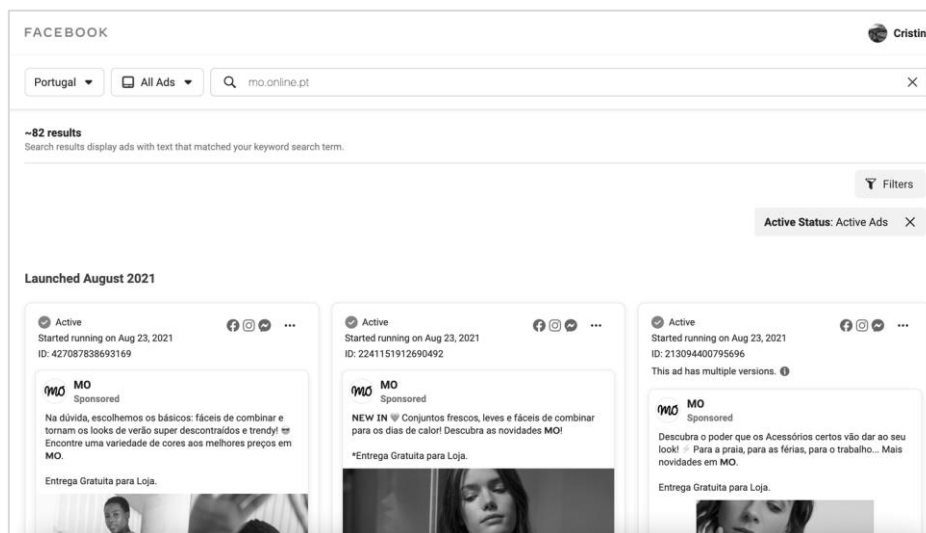 FACEBOOK
Cristin
Portugal
All Ads
mo.online.pt
~82 results
Search results display ads with text that matched your keyword search term.
Filters
Active Status: Active Ads
Launched August 2021
Active
Started running on Aug 23, 2021
ID: 427087838693169
mo
MO
Sponsored
Na dúvida, escolhemos os básicos: fáceis de combinar e
tornam os looks de verão super descontraídos e trendy! 😎
Encontre uma variedade de cores aos melhores preços em
MO.
Entrega Gratuita para Loja.
Active
Started running on Aug 23, 2021
ID: 2241151912690492
mo
MO
Sponsored
NEW IN 🤍 Conjuntos frescos, leves e fáceis de combinar
para os dias de calor! Descubra as novidades MO!
*Entrega Gratuita para Loja.
Active
Started running on Aug 23, 2021
ID: 213094400795696
This ad has multiple versions.
mo
MO
Sponsored
Descubra o poder que os Acessórios certos vão dar ao seu
look! ⚡ Para a praia, para as férias, para o trabalho... Mais
novidades em MO.
Entrega Gratuita para Loja.